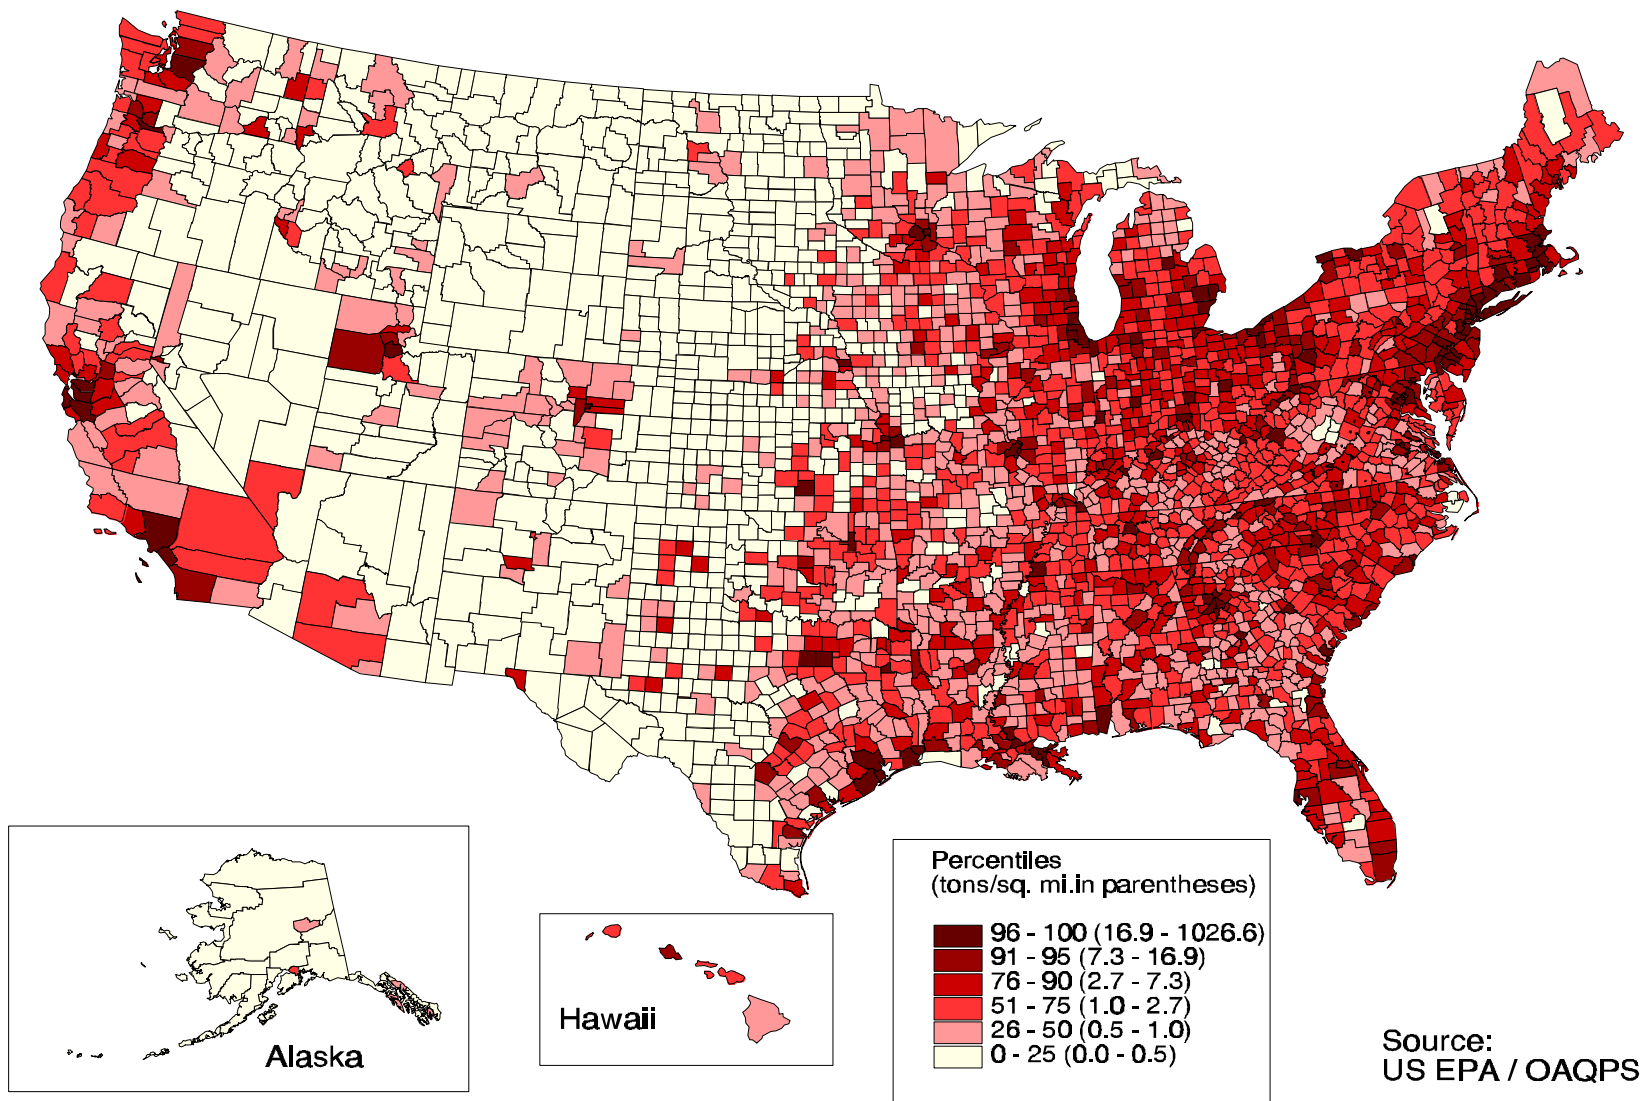 Percentiles
(tons/sq. mi.in parentheses)
96 - 100 (16.9 - 1026.6)
91 - 95 (7.3 - 16.9)
76 - 90 (2.7 - 7.3)
51 - 75 (1.0 - 2.7)
26 - 50 (0.5 - 1.0)
0 - 25 (0.0 - 0.5)
Hawaii
Alaska
Source:
US EPA / OAQPS